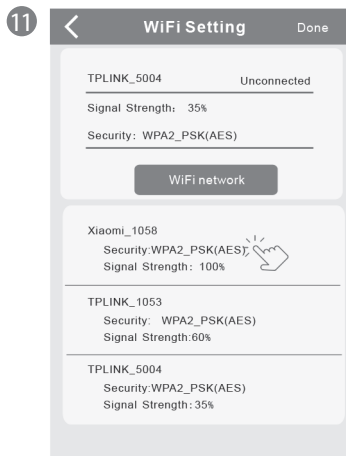 11
WiFi Setting Done
TPLINK_5004 Unconnected
Signal Strength: 35%
Security: WPA2_PSK(AES)
WiFi network
Xiaomi_1058
Security:WPA2_PSK(AES)
Signal Strength: 100%
TPLINK_1053
Security: WPA2_PSK(AES)
Signal Strength:60%
TPLINK_5004
Security:WPA2_PSK(AES)
Signal Strength:35%